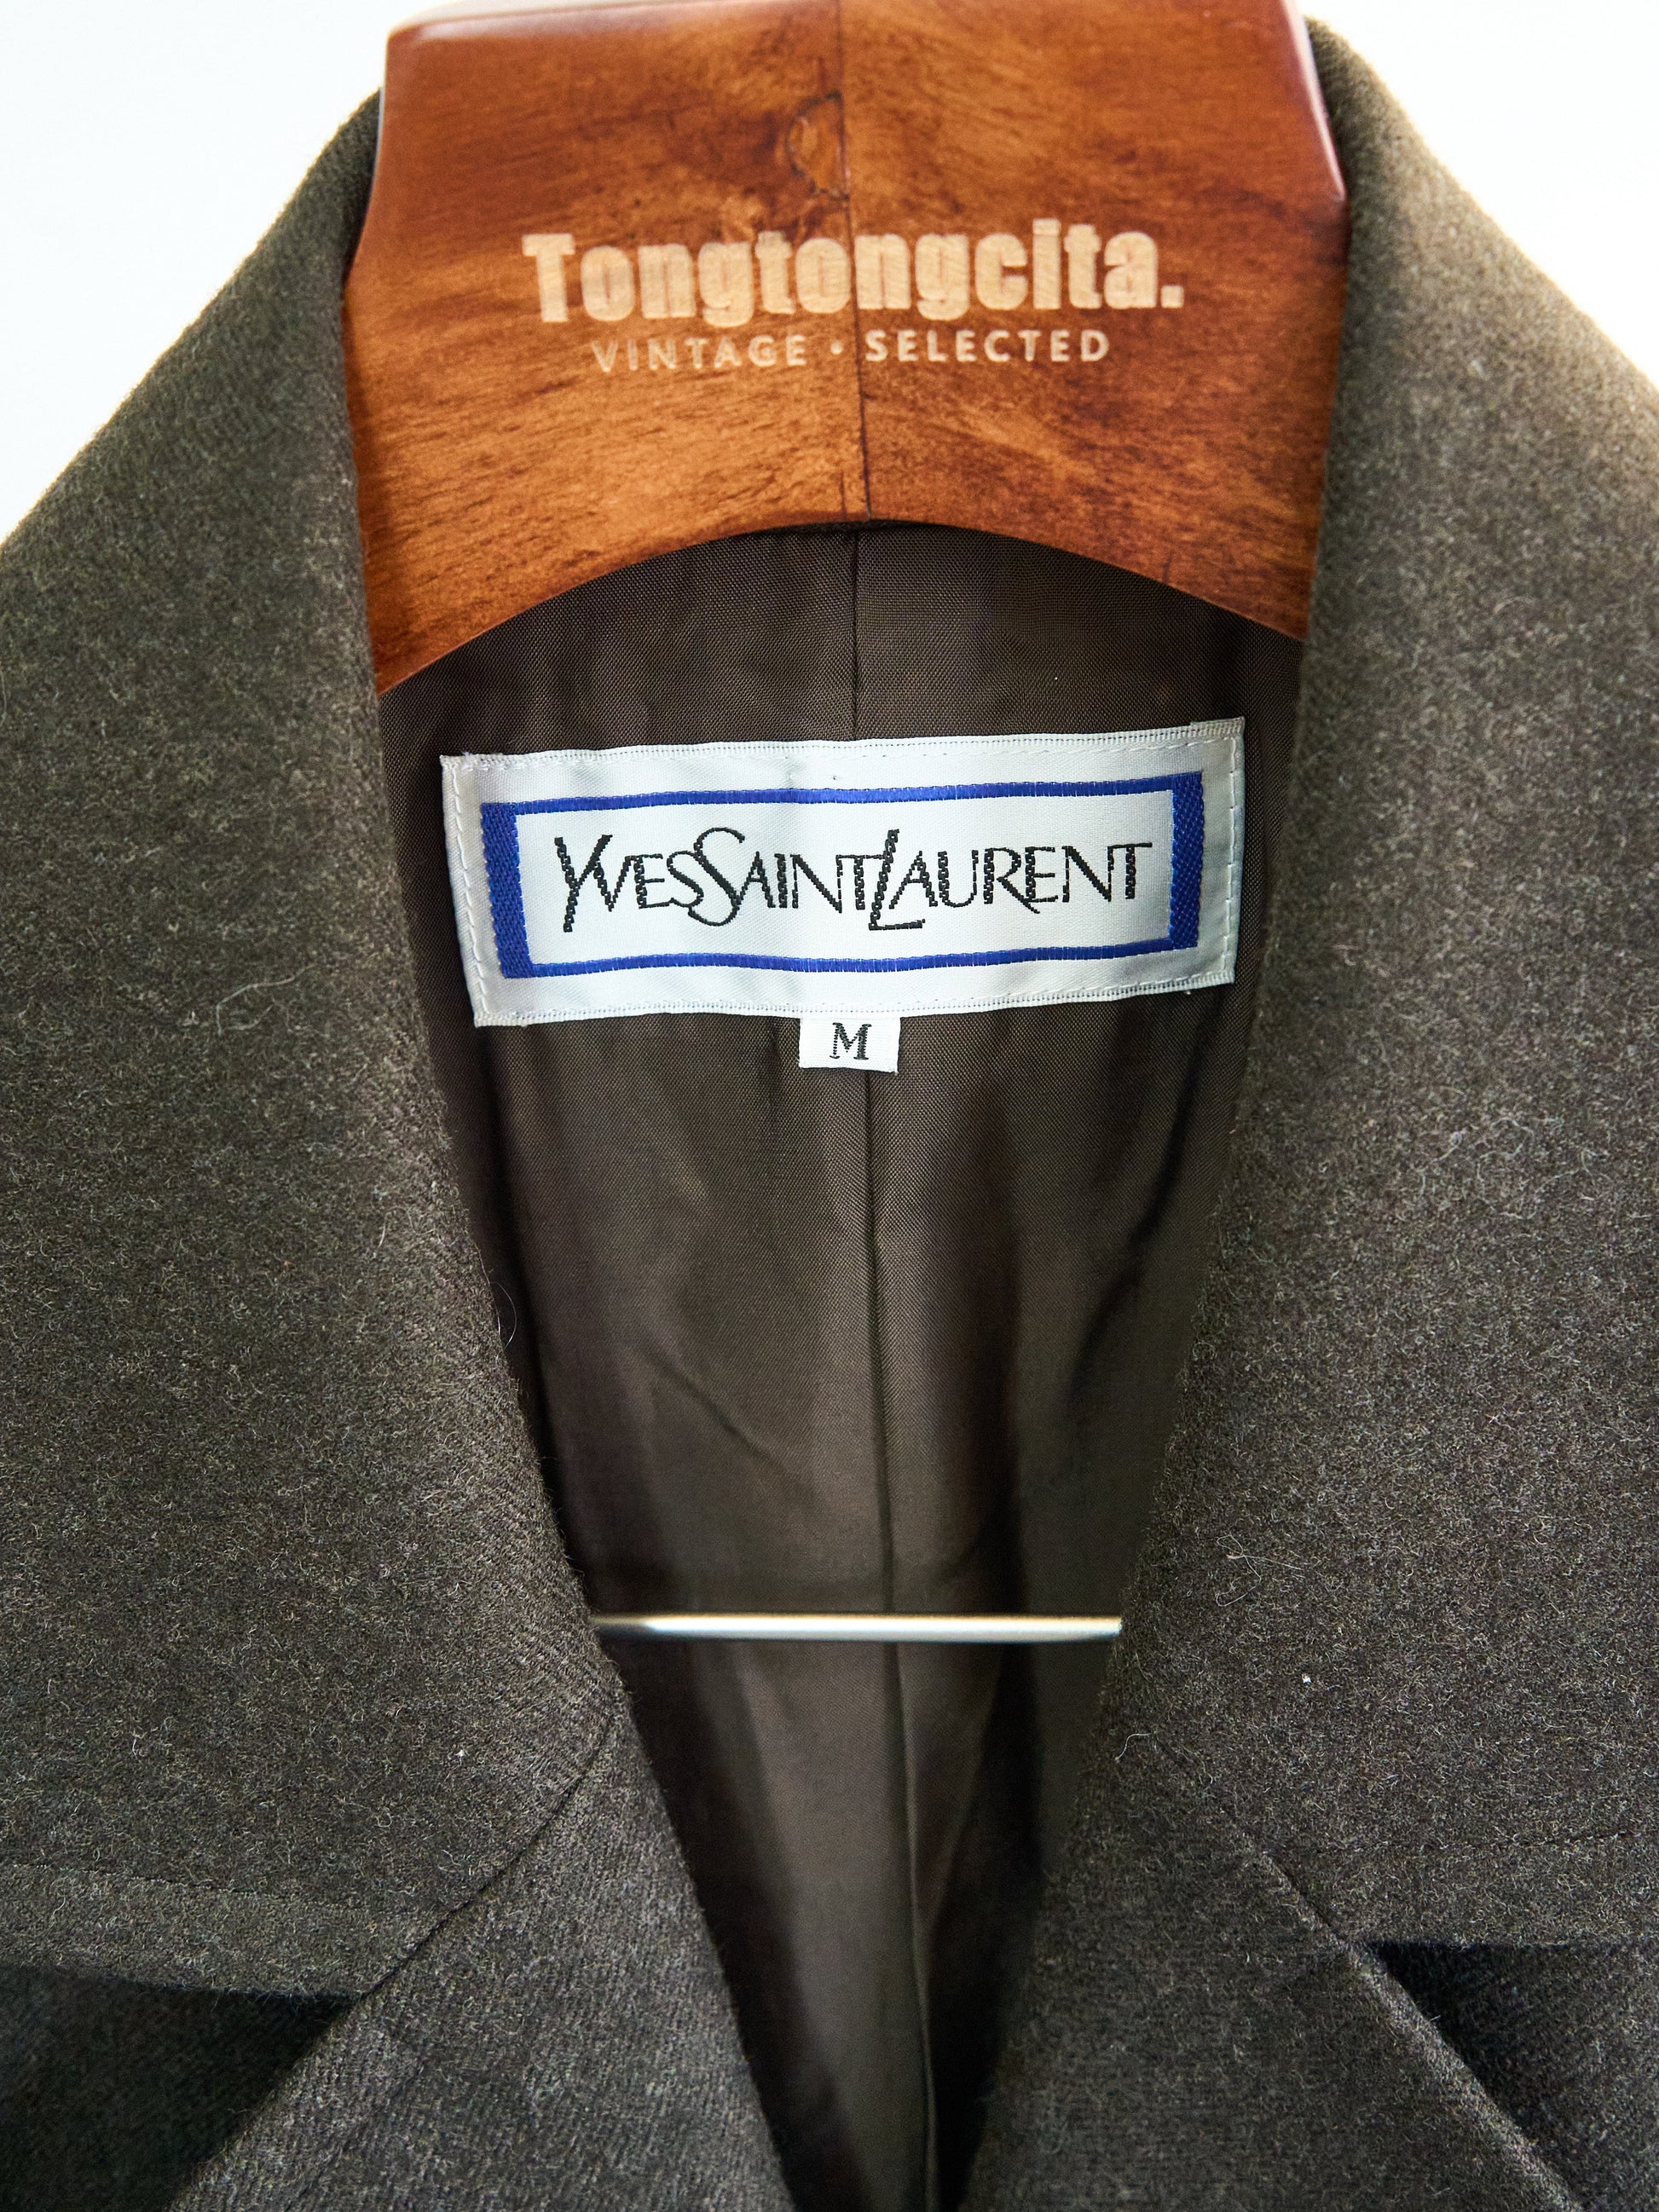 Tongtongcita.
VINTAGE • SELECTED
YVESSAINTLAURENT
M